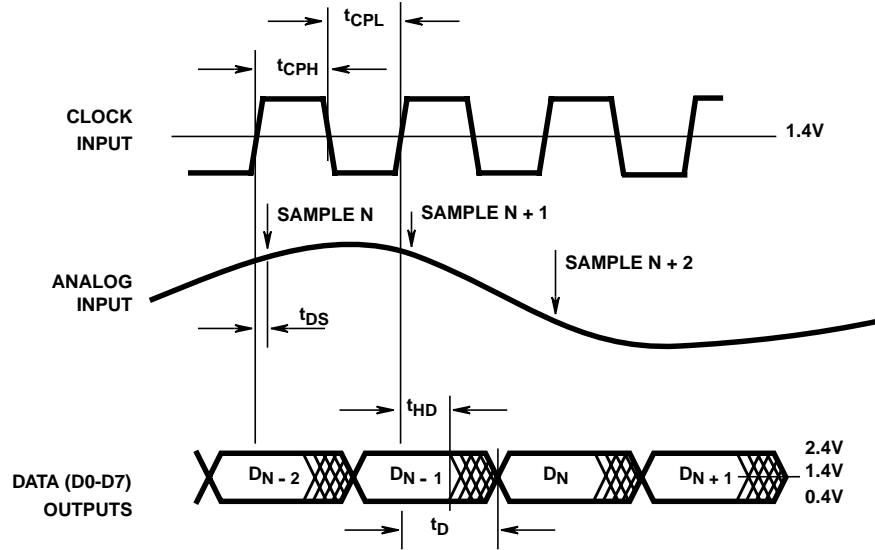 tCPL
tCPH
CLOCK
INPUT
1.4V
SAMPLE N
SAMPLE N + 1
SAMPLE N + 2
ANALOG
INPUT
tDS
tHD
DATA (D0-D7)
OUTPUTS
DN - 2
DN - 1
DN
DN + 1
2.4V
1.4V
0.4V
tD